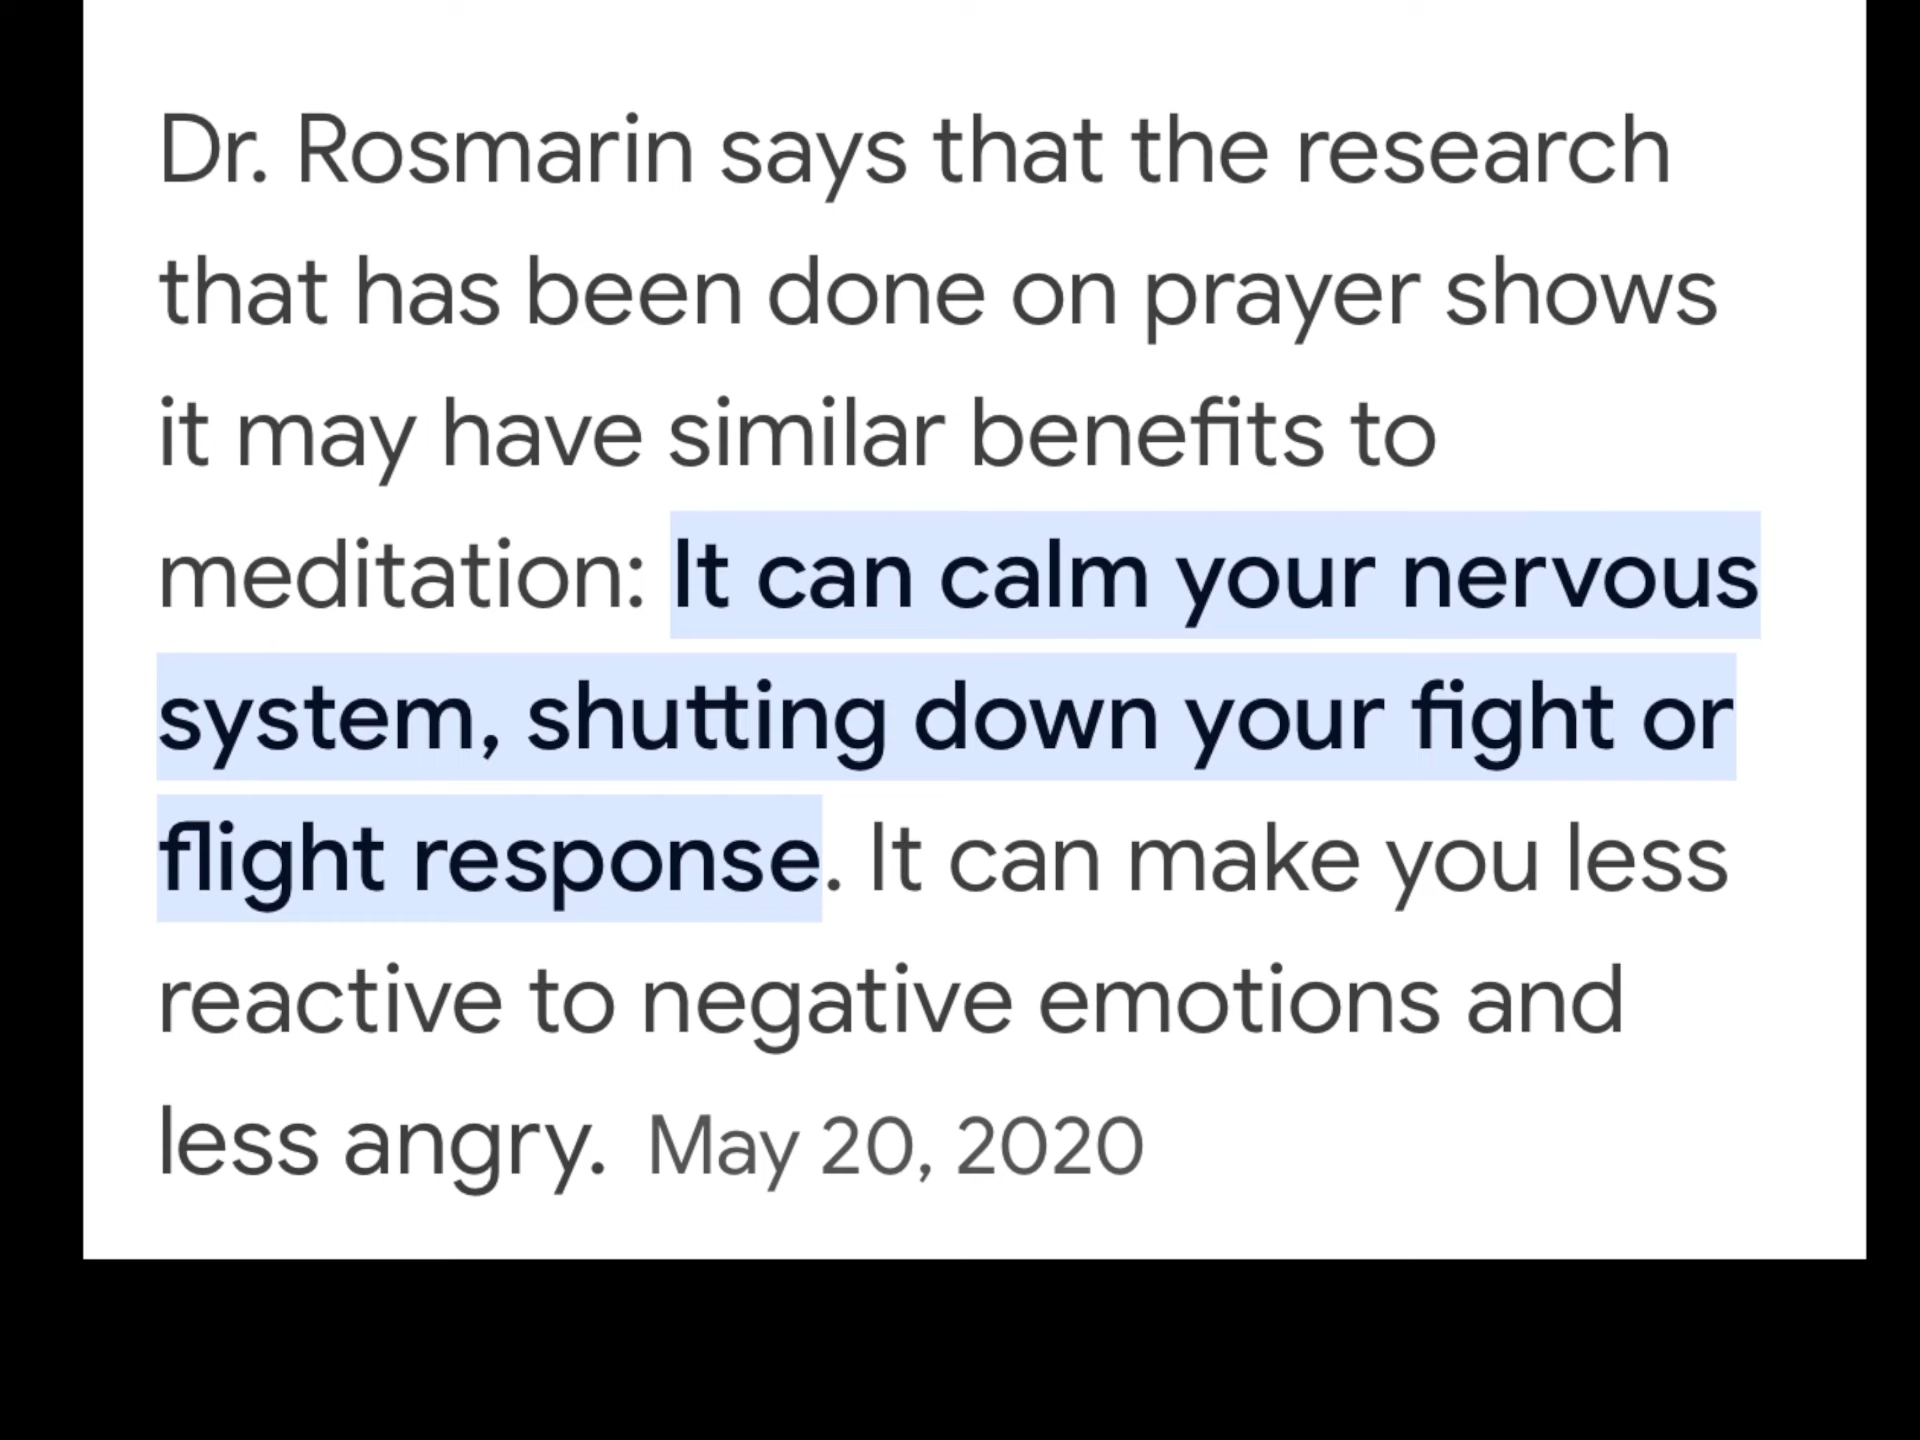 Dr. Rosmarin says that the research
that has been done on prayer shows
it may have similar benefits to
meditation: It can calm your nervous
system, shutting down your fight or
flight response. It can make you less
reactive to negative emotions and
less angry. May 20, 2020